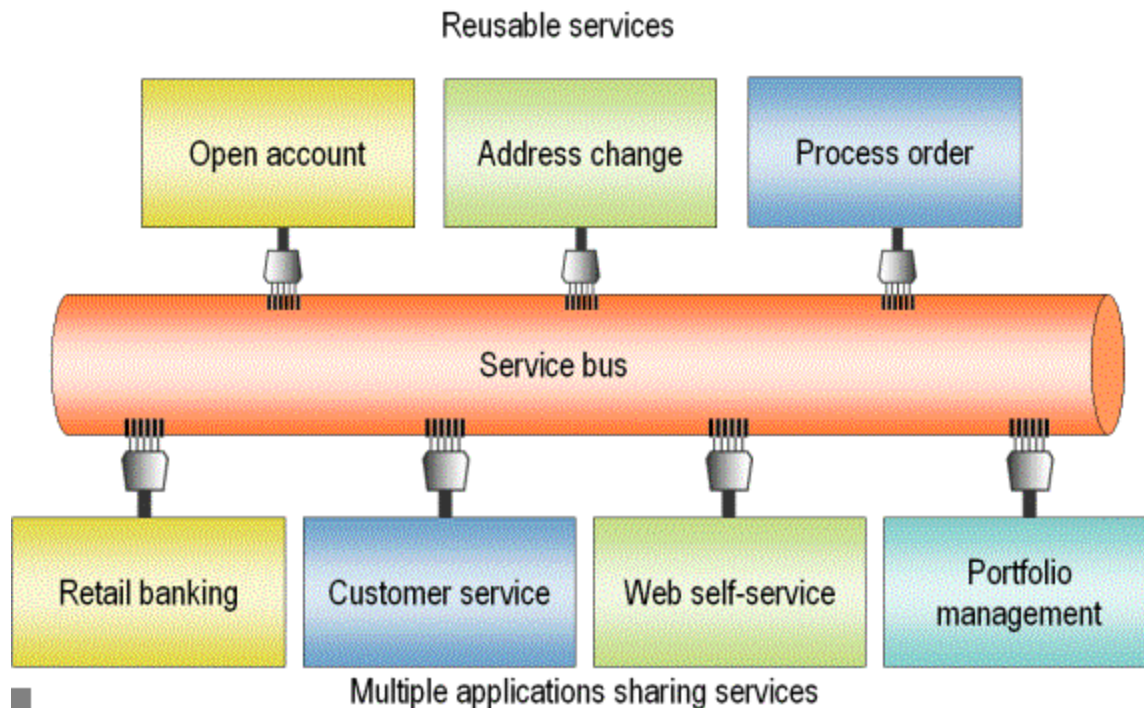 Reusable services
Open account
Address change
Process order
Service bus
Retail banking
Customer service
Web self-service
Portfolio
management
Multiple applications sharing services